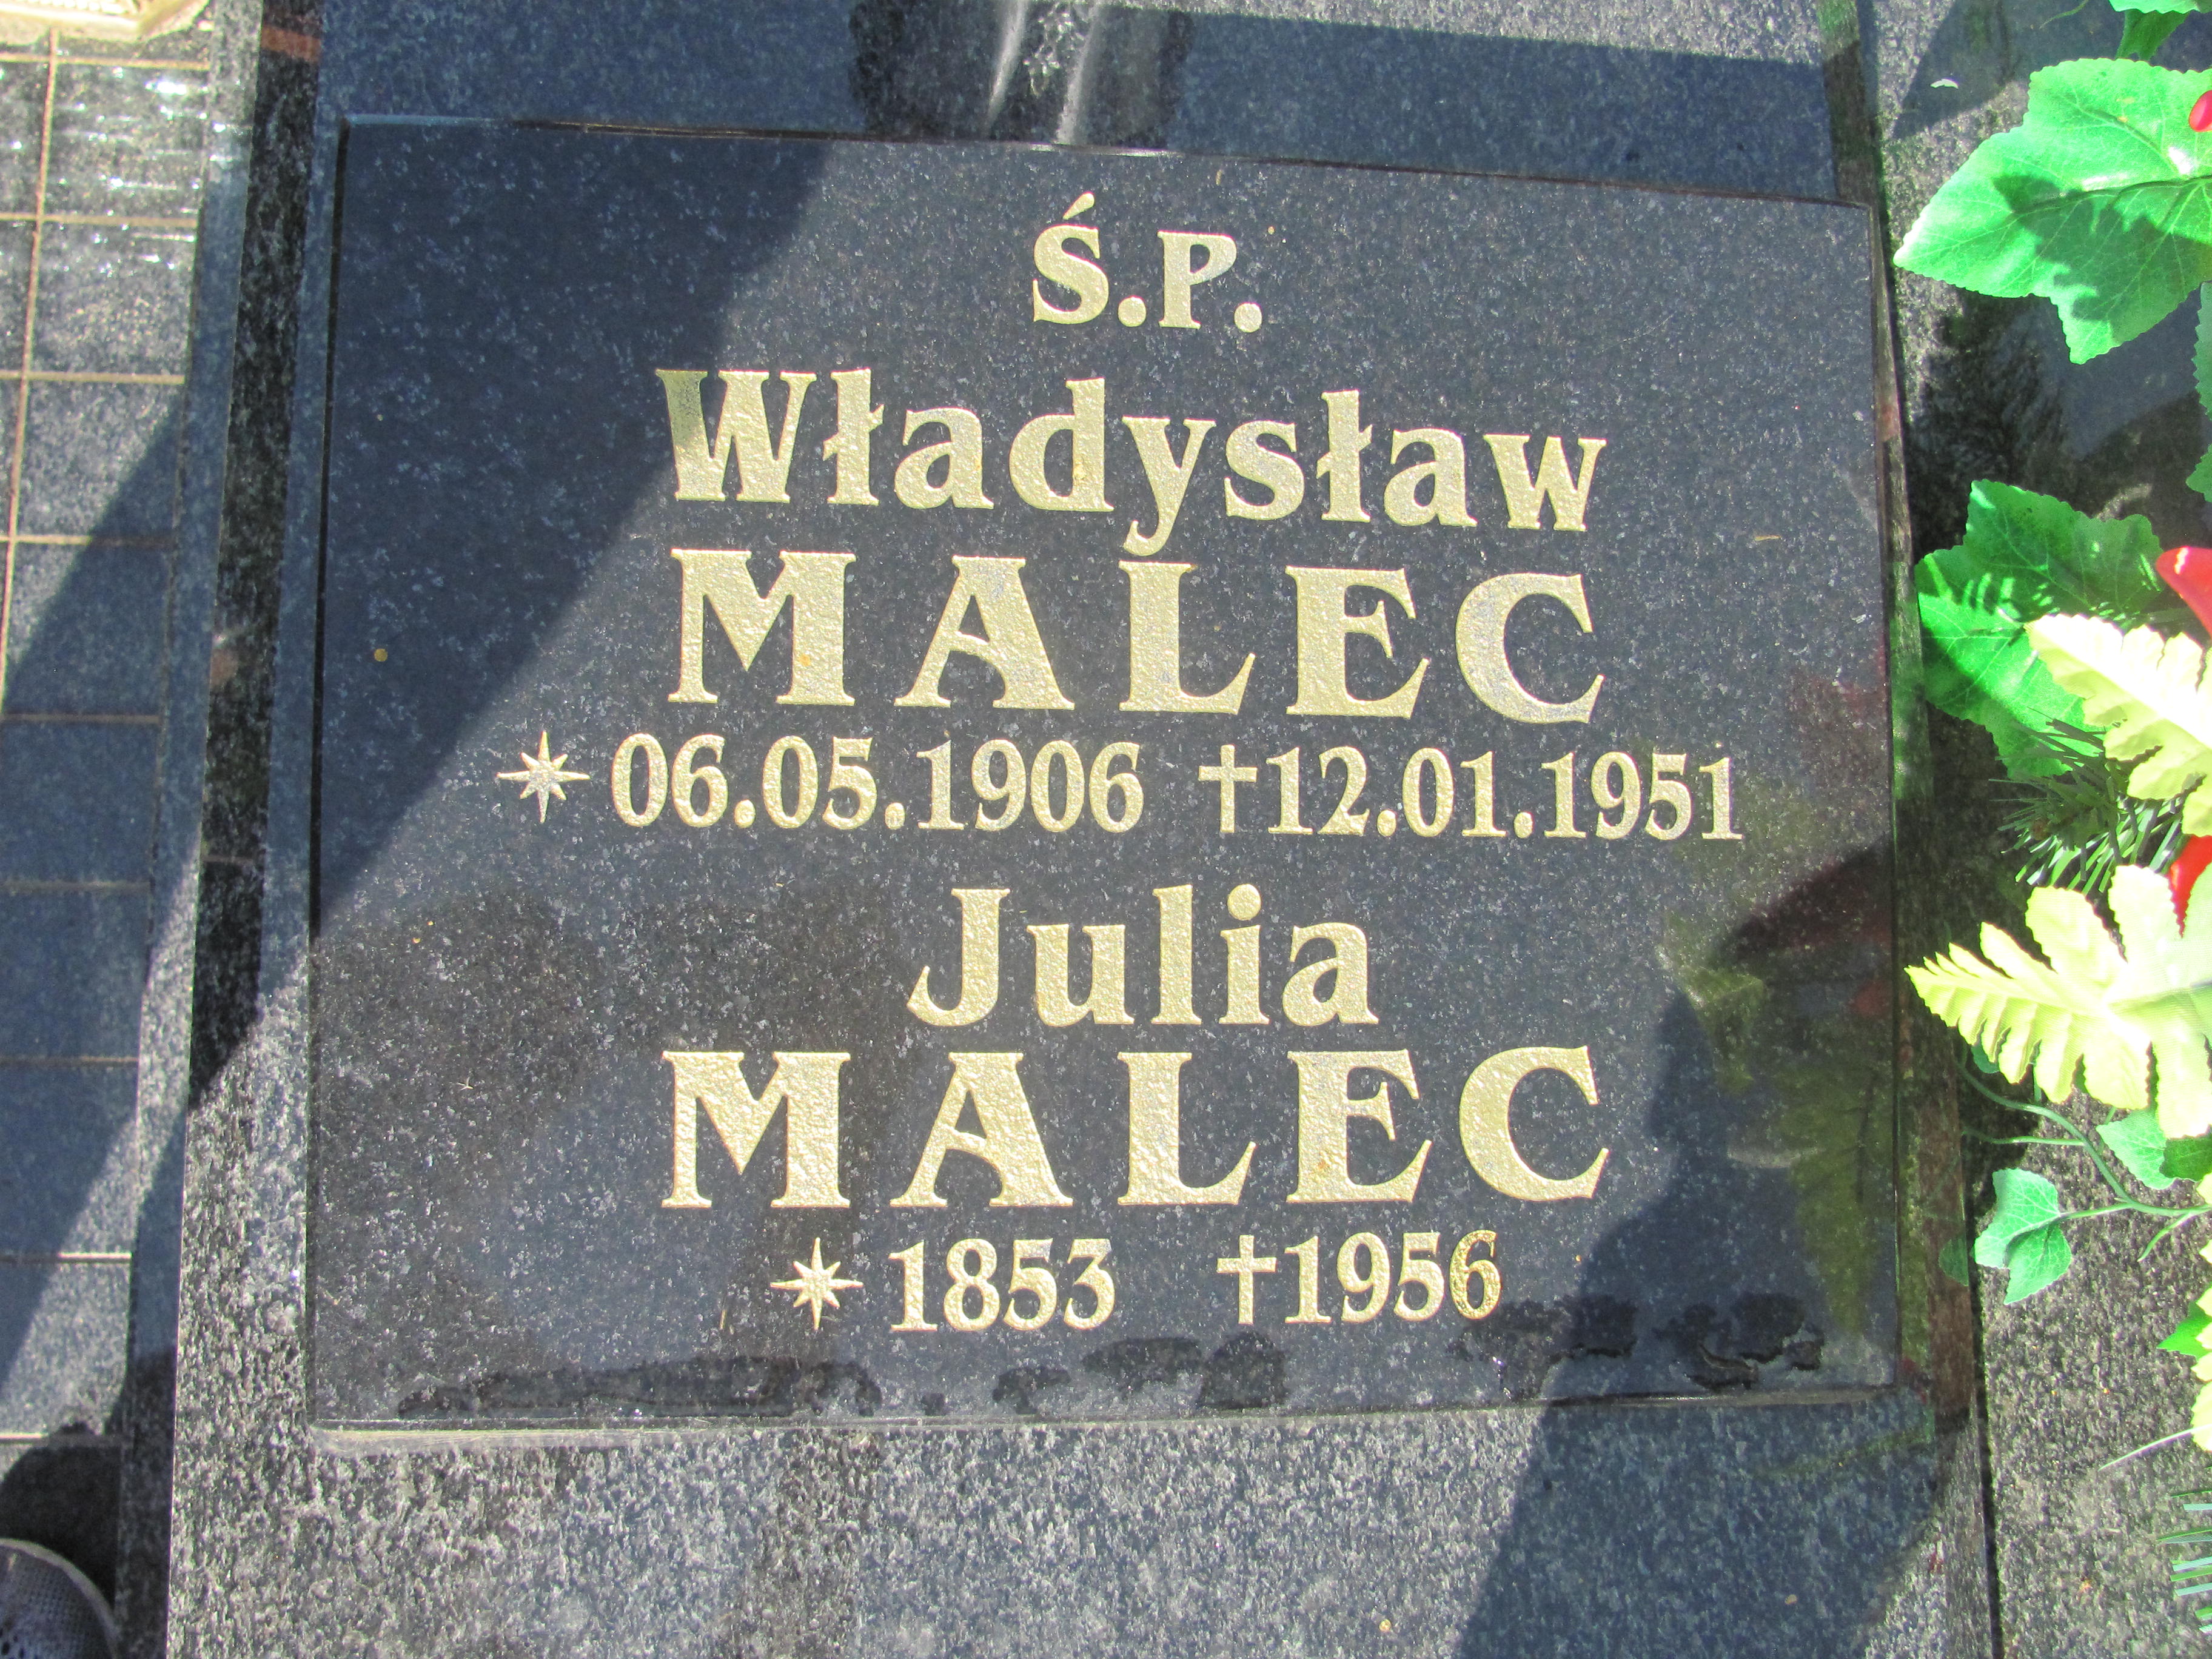 Ś.P.
Władysław
MALEC
* 06.05.1906 †12.01.1951
Julia
MALEC
* 1853 †1956